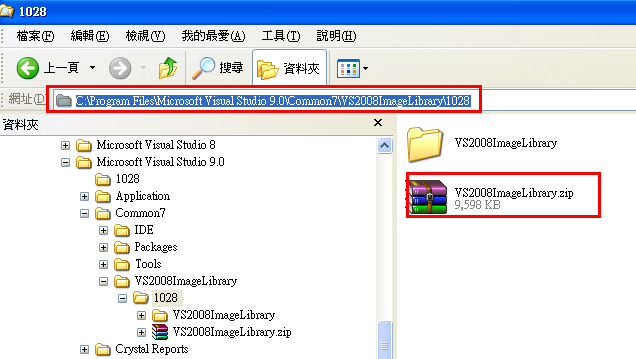 1028
檔案(F) 編輯(E) 檢視(V) 我的最愛(A) 工具(T) 說明(H)
上一頁 搜尋 資料夾
網址(D) C:\Program Files\Microsoft Visual Studio 9.0\Common7\VS2008ImageLibrary\1028
資料夾
Microsoft Visual Studio 8
Microsoft Visual Studio 9.0
1028
Application
Common7
IDE
Packages
Tools
VS2008ImageLibrary
1028
VS2008ImageLibrary
VS2008ImageLibrary.zip
Crystal Reports
VS2008ImageLibrary
VS2008ImageLibrary.zip
9,598 KB